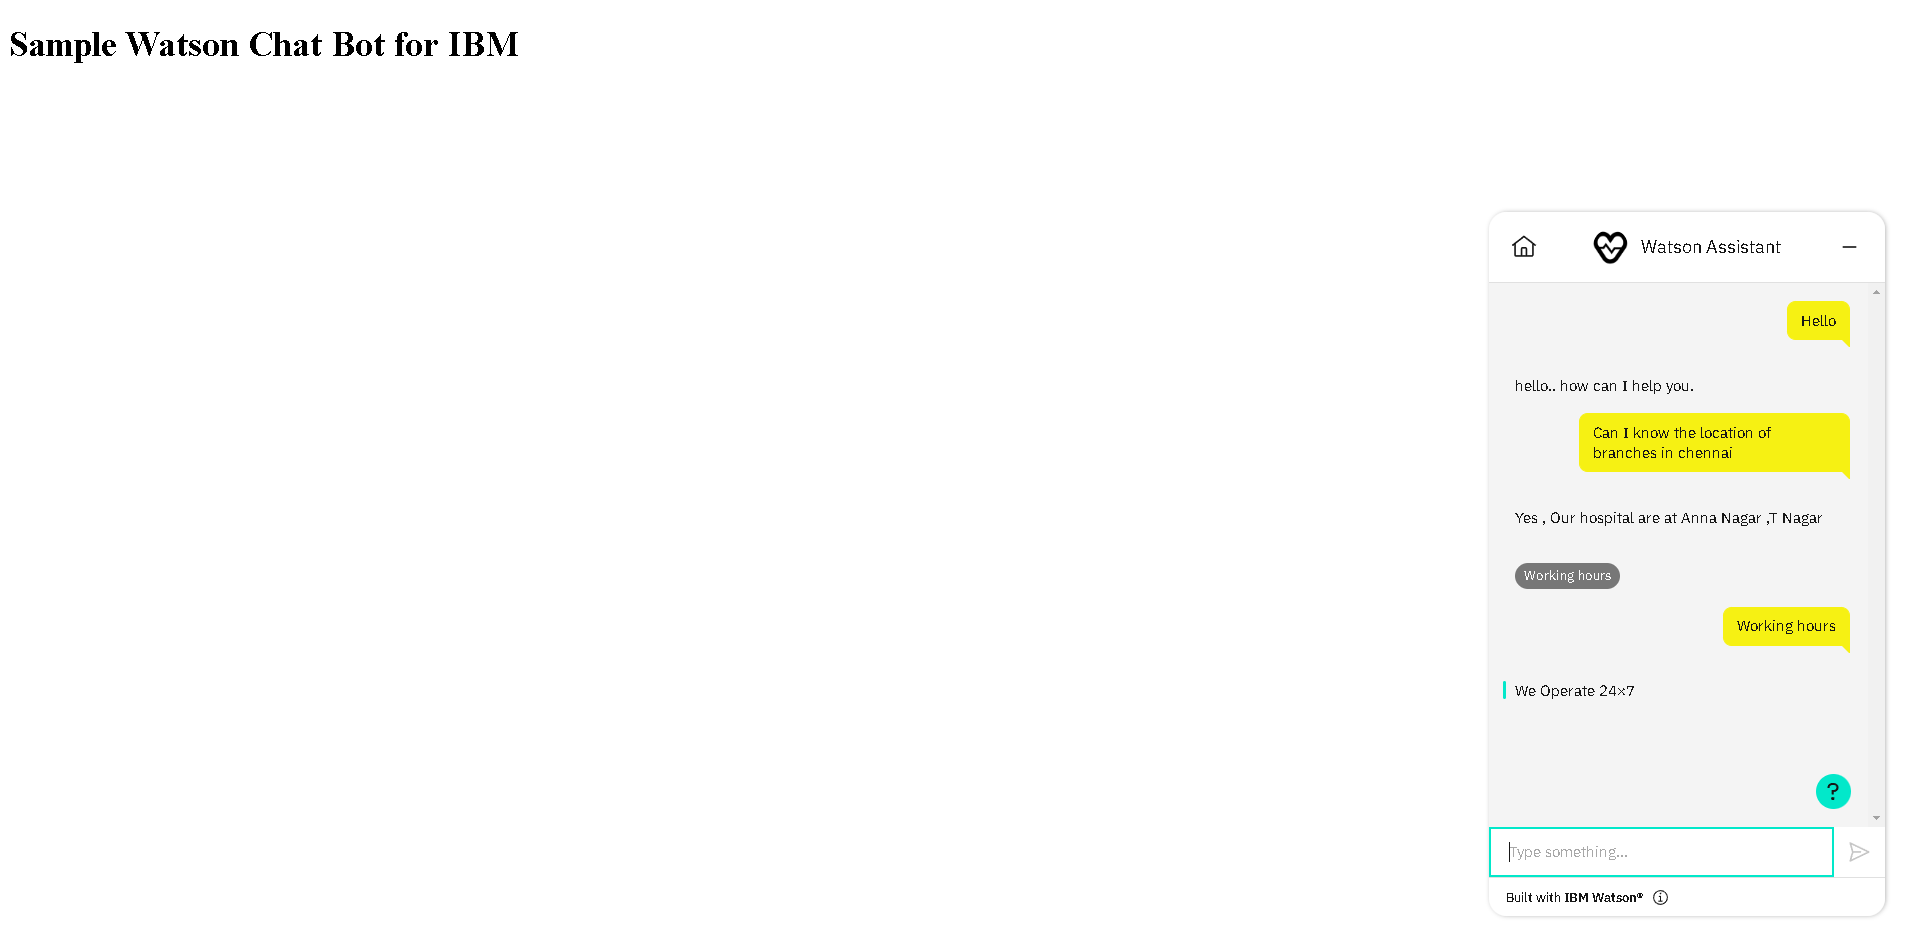 Sample Watson Chat Bot for IBM
Watson Assistant
Hello
hello.. how can I help you.
Can I know the location of
branches in chennai
Yes , Our hospital are at Anna Nagar ,T Nagar
Working hours
Working hours
We Operate 24×7
?
Type something...
Built with IBM Watson®